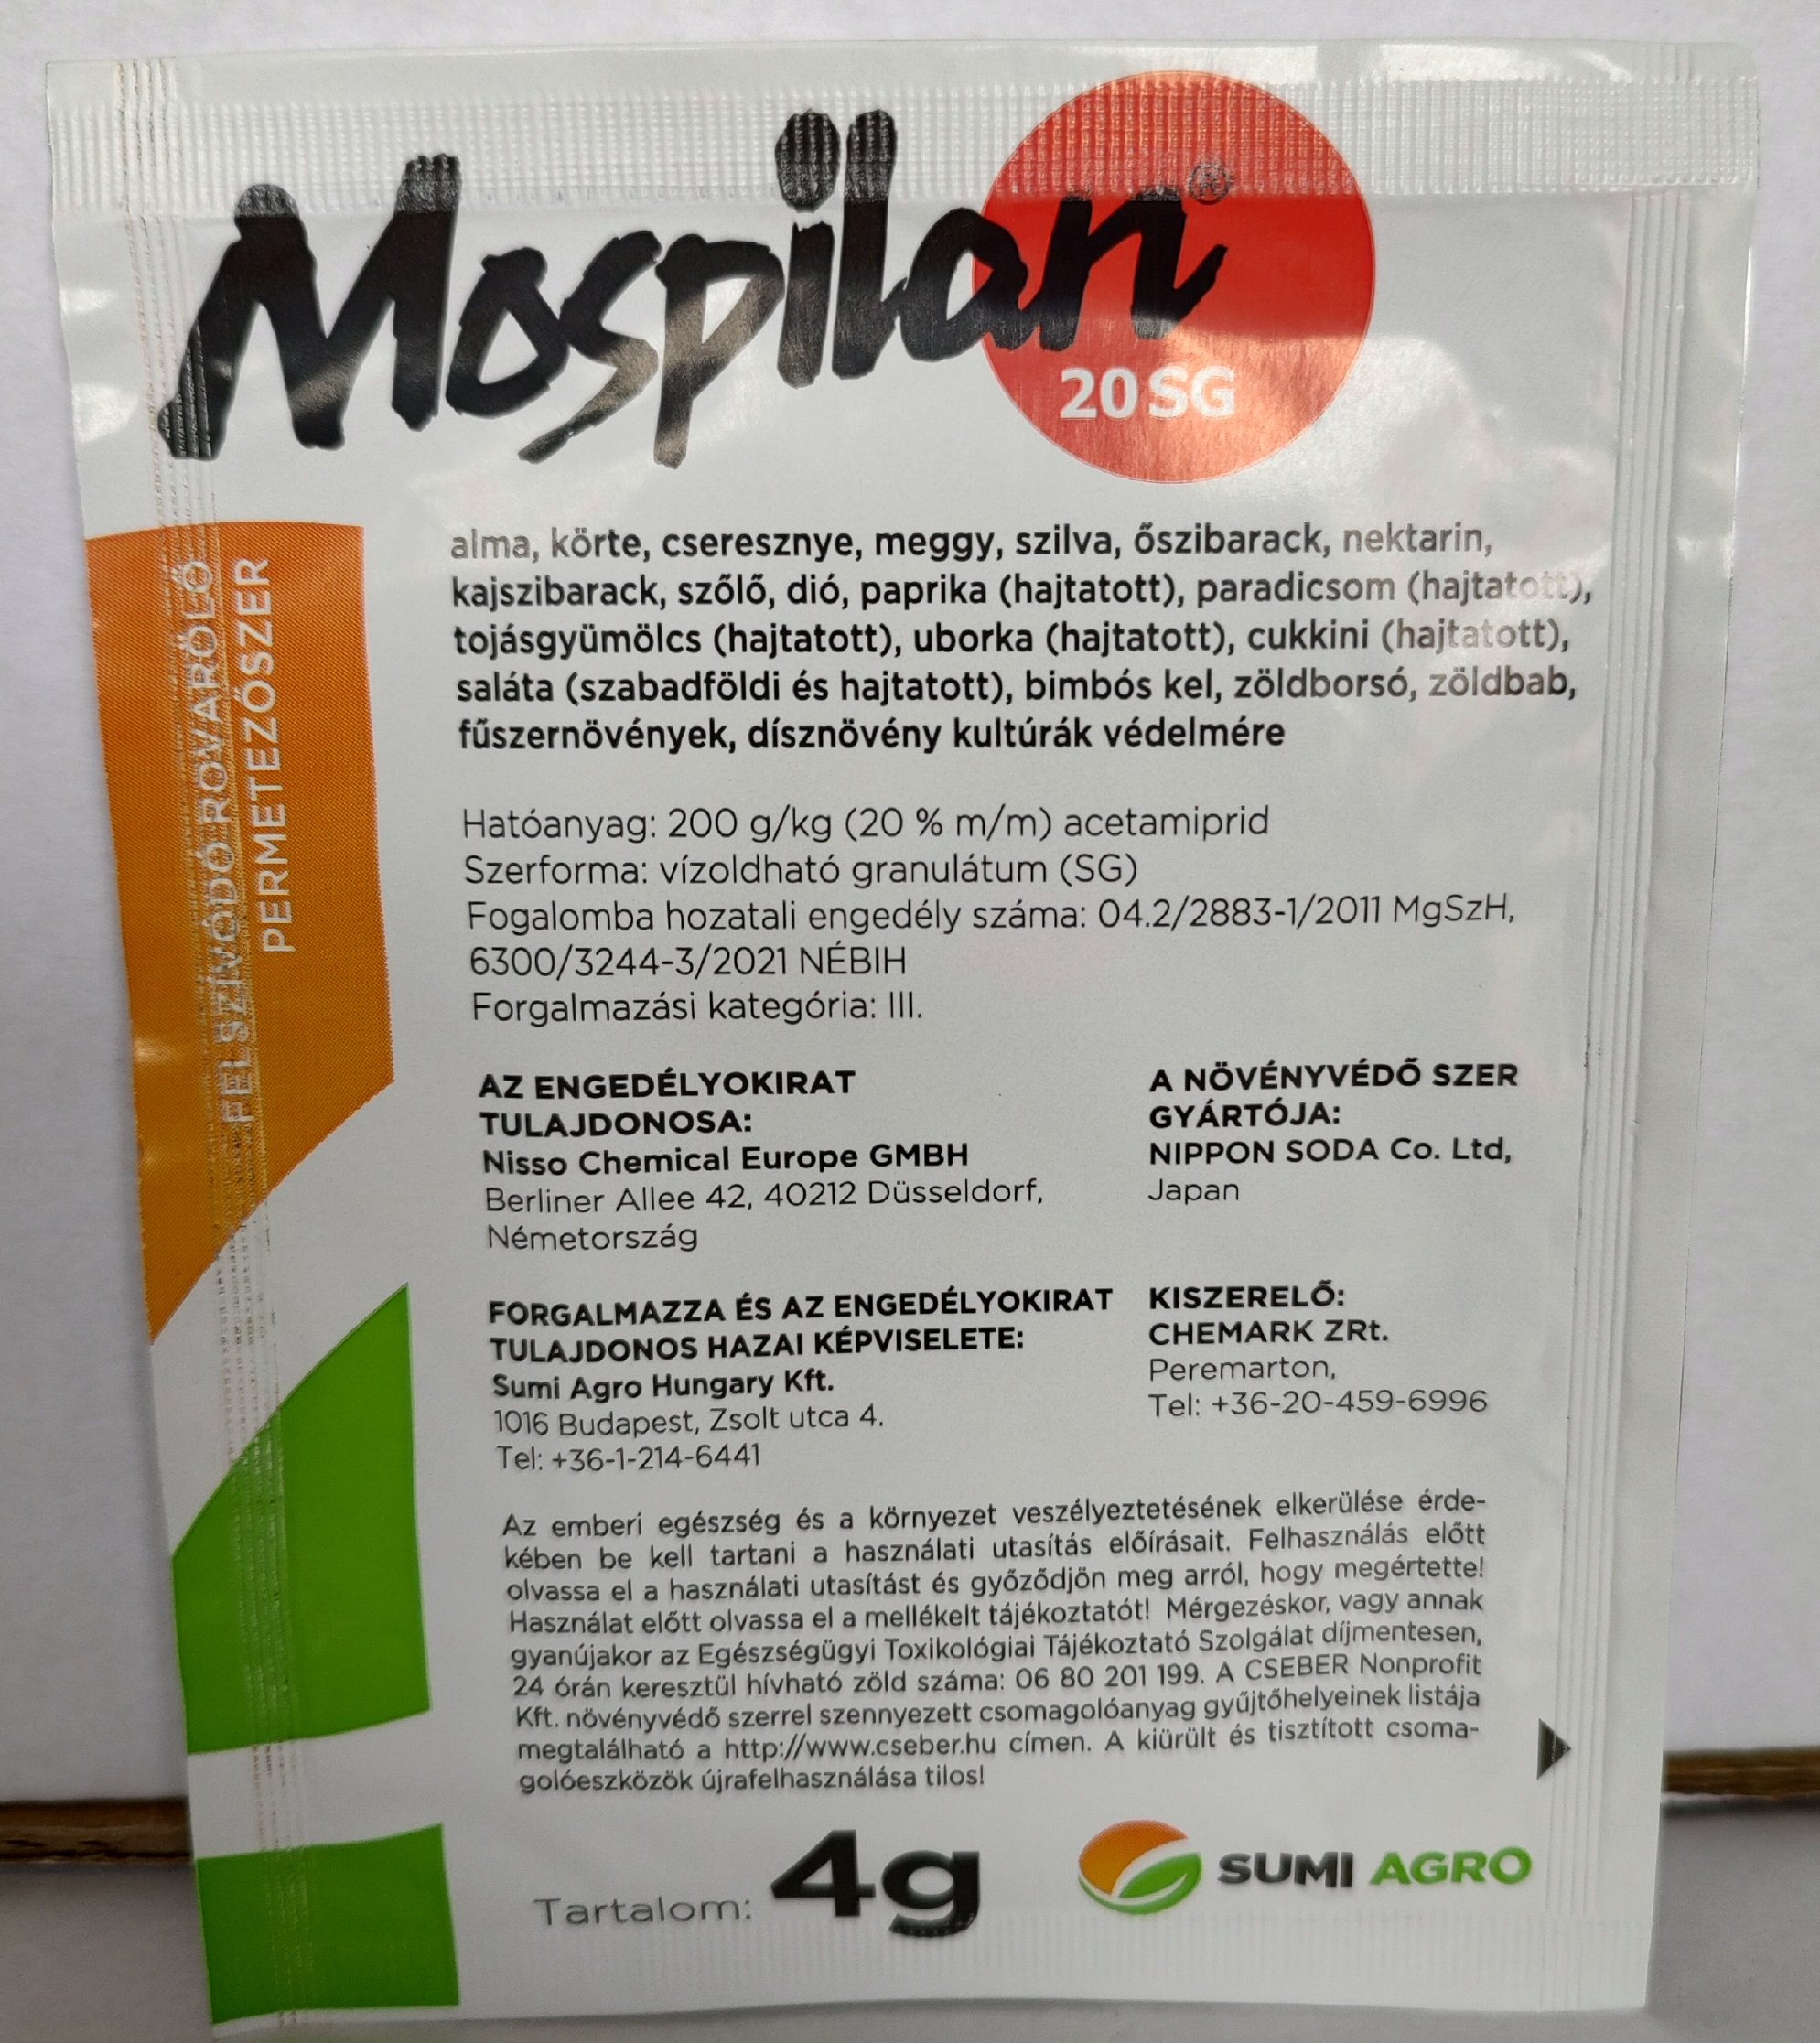 Mospilan®
20 SG
FELSZÍVÓDÓ ROVARÖLŐ
PERMETEZŐSZER
alma, körte, cseresznye, meggy, szilva, őszibarack, nektarin,
kajszibarack, szőlő, dió, paprika (hajtatott), paradicsom (hajtatott),
tojásgyümölcs (hajtatott), uborka (hajtatott), cukkini (hajtatott),
saláta (szabadföldi és hajtatott), bimbós kel, zöldborsó, zöldbab,
fűszernövények, dísznövény kultúrák védelmére
Hatóanyag: 200 g/kg (20 % m/m) acetamiprid
Szerforma: vízoldható granulátum (SG)
Fogalomba hozatali engedély száma: 04.2/2883-1/2011 MgSzH,
6300/3244-3/2021 NÉBIH
Forgalmazási kategória: III.
AZ ENGEDÉLYOKIRAT
TULAJDONOSA:
Nisso Chemical Europe GMBH
Berliner Allee 42, 40212 Düsseldorf,
Németország
A NÖVÉNYVÉDŐ SZER
GYÁRTÓJA:
NIPPON SODA Co. Ltd,
Japan
FORGALMAZZA ÉS AZ ENGEDÉLYOKIRAT
TULAJDONOS HAZAI KÉPVISELETE:
Sumi Agro Hungary Kft.
1016 Budapest, Zsolt utca 4.
Tel: +36-1-214-6441
KISZERELŐ:
CHEMARK ZRt.
Peremarton,
Tel: +36-20-459-6996
Az emberi egészség és a környezet veszélyeztetésének elkerülése érde-
kében be kell tartani a használati utasítás előírásait. Felhasználás előtt
olvassa el a használati utasítást és győződjön meg arról, hogy megértette!
Használat előtt olvassa el a mellékelt tájékoztatót! Mérgezéskor, vagy annak
gyanújakor az Egészségügyi Toxikológiai Tájékoztató Szolgálat díjmentesen,
24 órán keresztül hívható zöld száma: 06 80 201 199. A CSEBER Nonprofit
Kft. növényvédő szerrel szennyezett csomagolóanyag gyűjtőhelyeinek listája
megtalálható a http://www.cseber.hu címen. A kiürült és tisztított csoma-
golóeszközök újrafelhasználása tilos!
Tartalom: 4g
SUMI AGRO